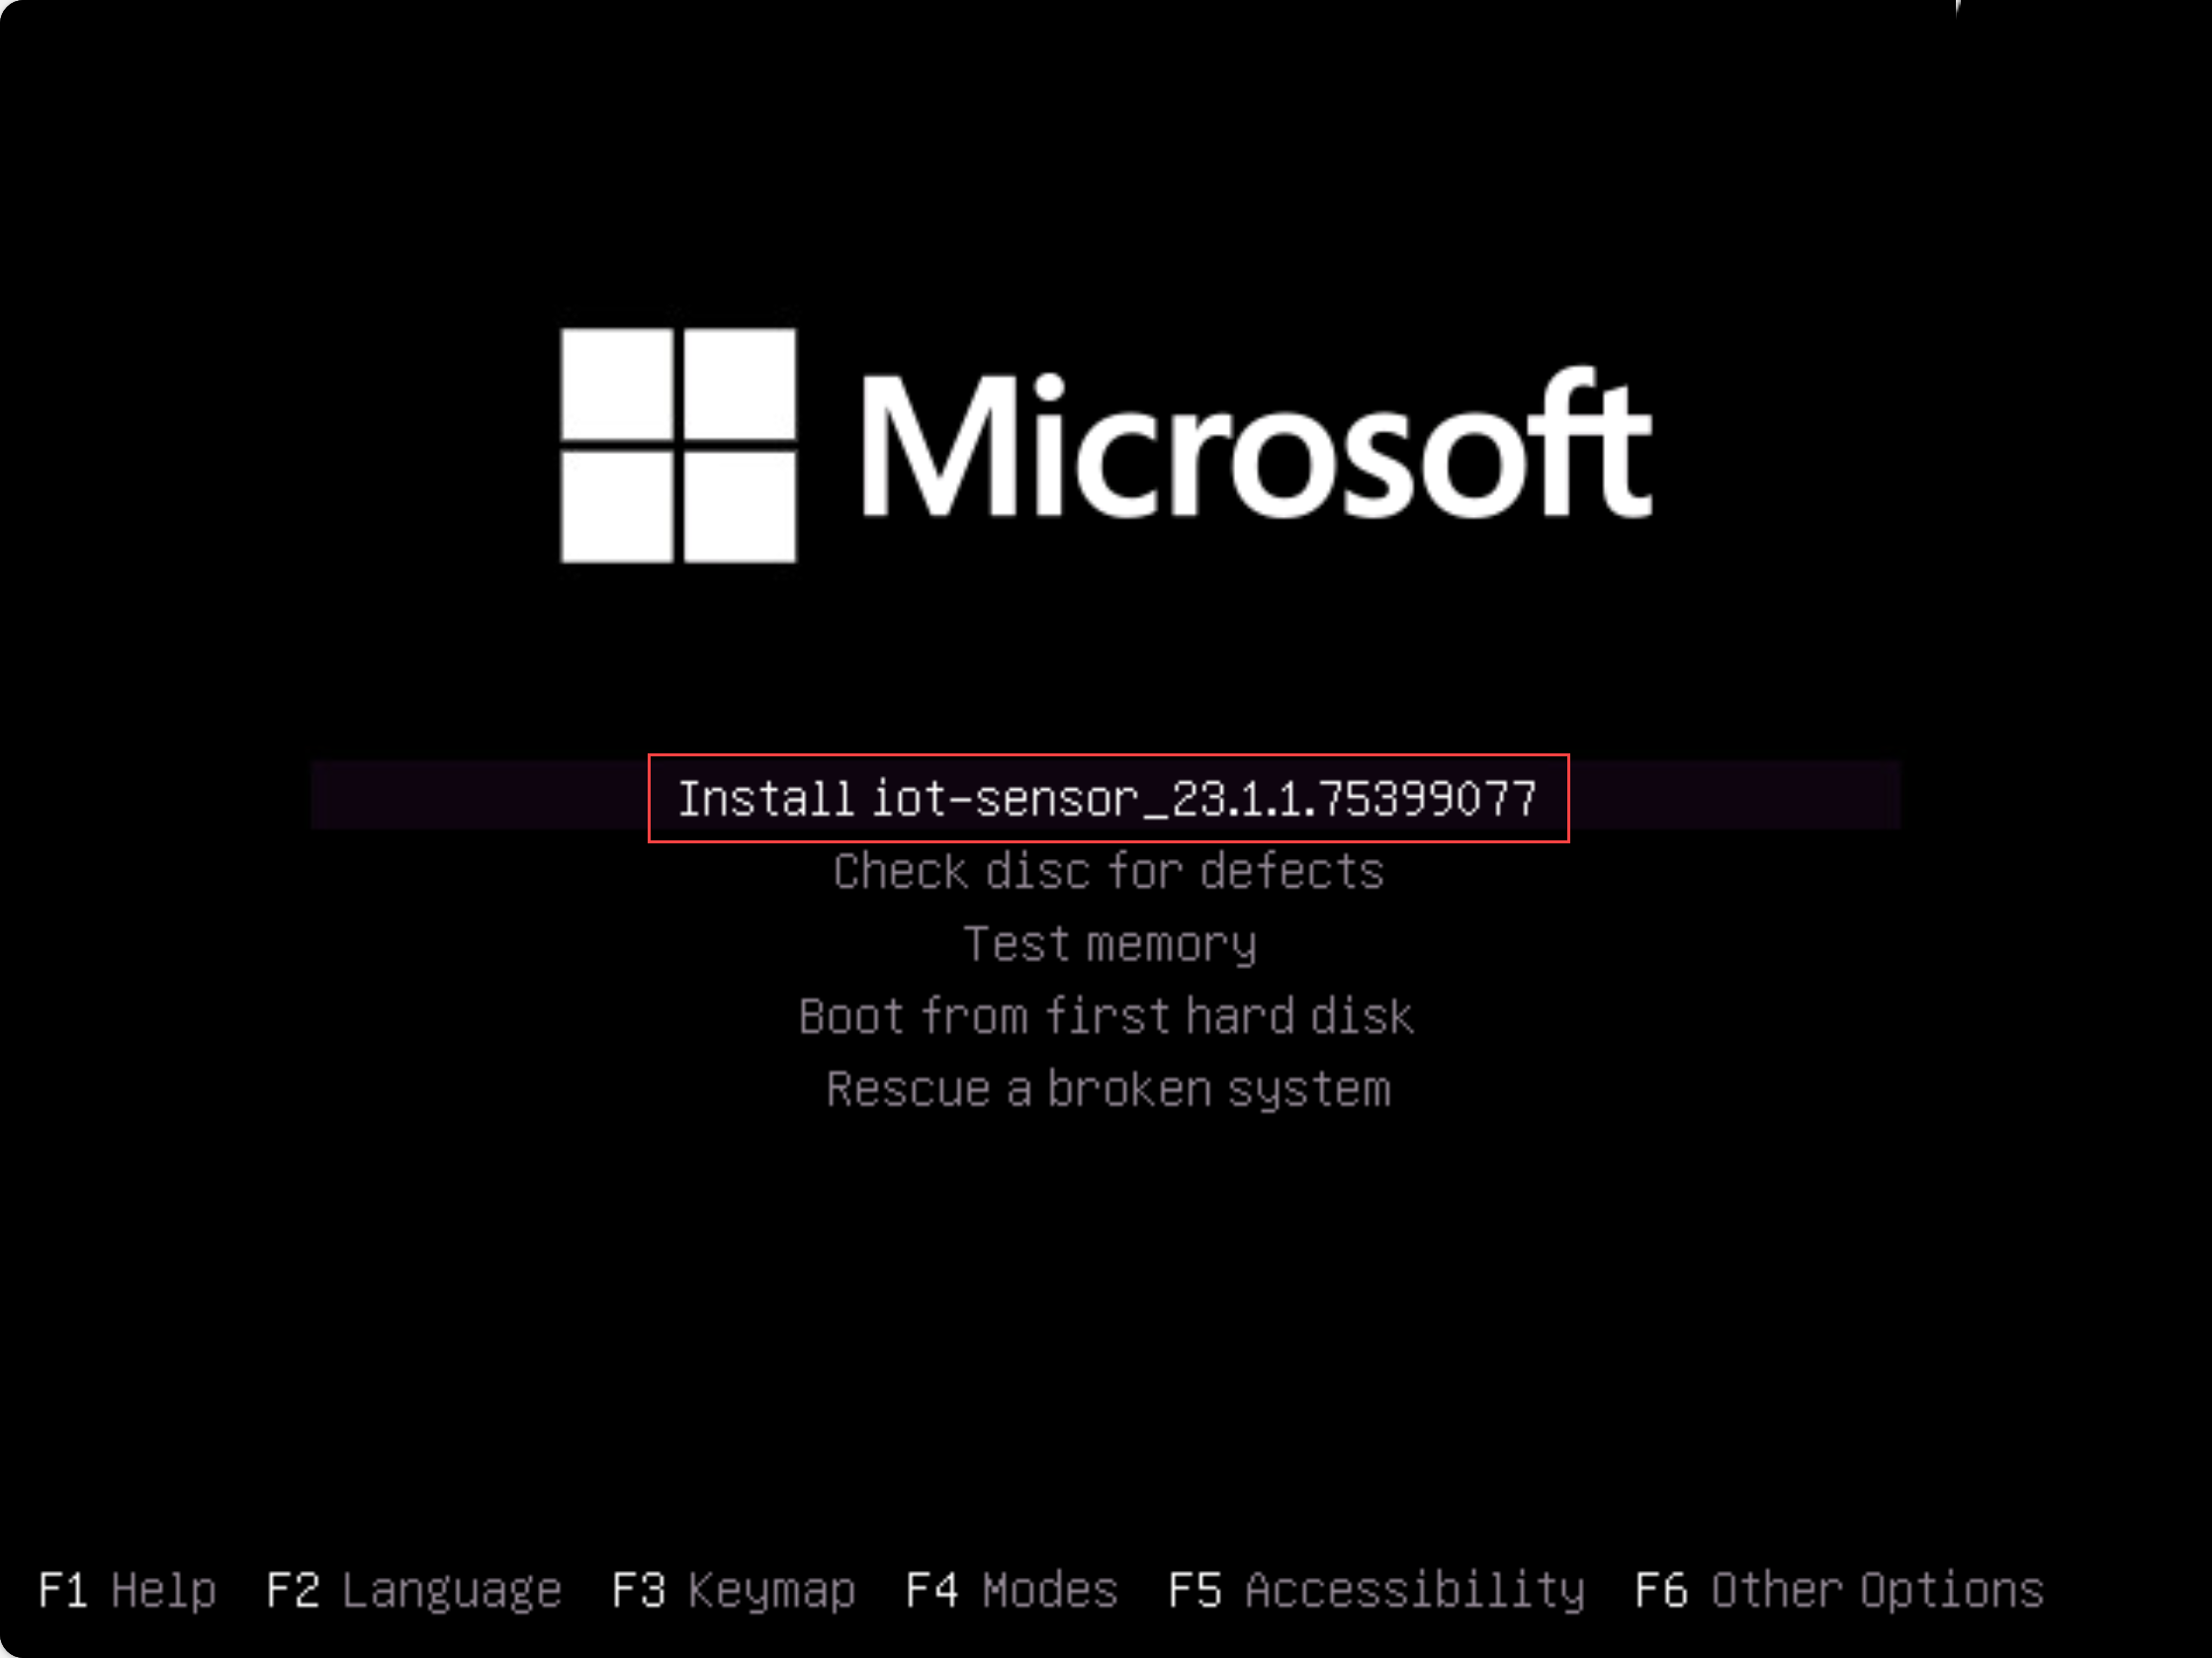 Microsoft
Install iot-sensor_23.1.1.75399077
Check disc for defects
Test memory
Boot from first hard disk
Rescue a broken system
F1 Help F2 Language F3 Keymap F4 Modes F5 Accessibility F6 Other Options